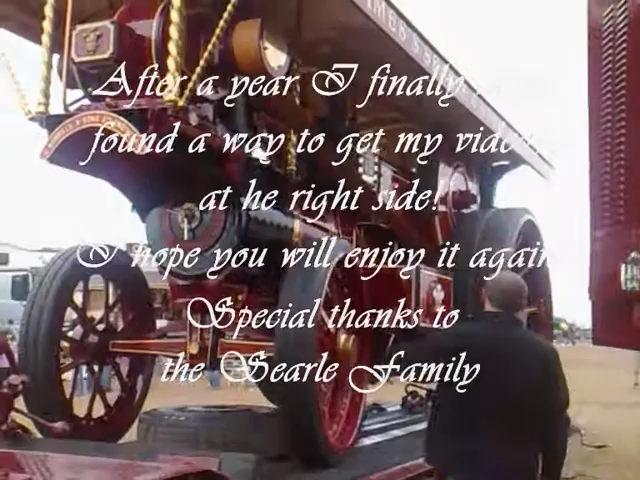 After a year I finally
found a way to get my video
at he right side!
I hope you will enjoy it again
Special thanks to
the Searle Family